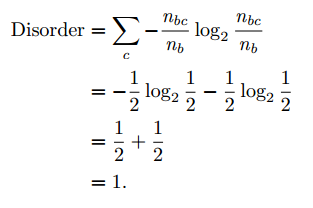 Disorder = ∑_c −(n_bc/n_b) log₂ (n_bc/n_b)
= −(1/2) log₂ (1/2) − (1/2) log₂ (1/2)
= 1/2 + 1/2
= 1.